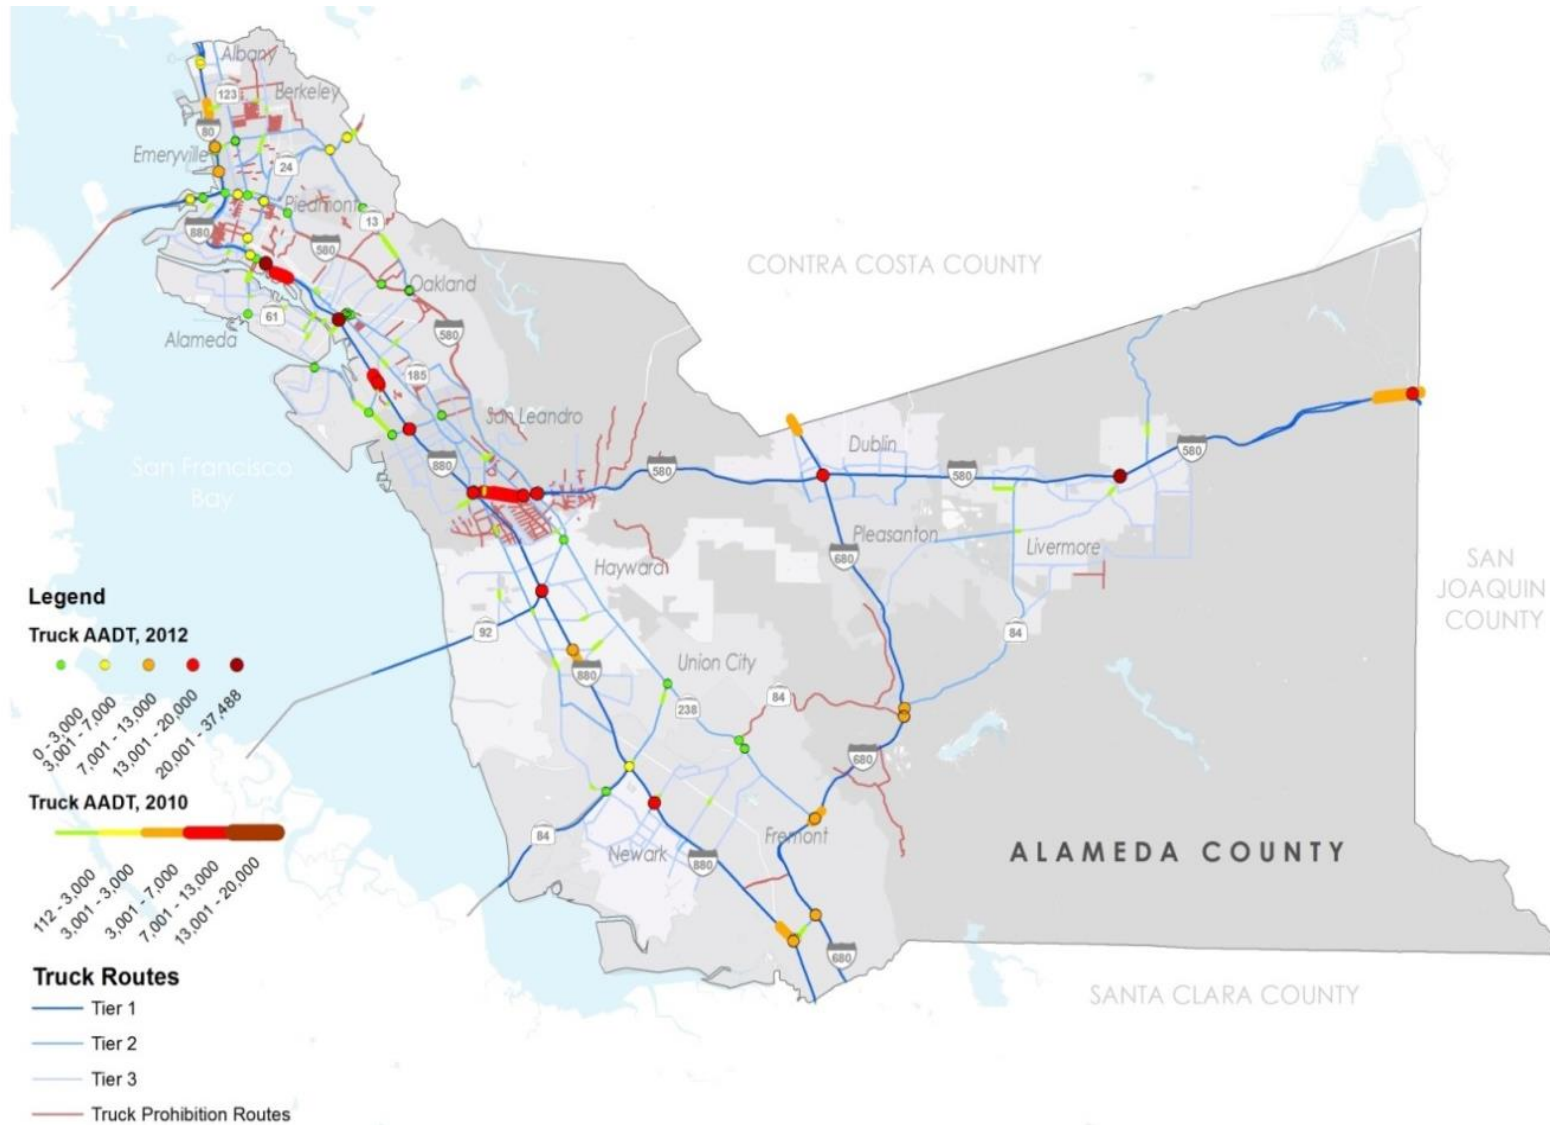 Albany
123
Berkeley
80
Emeryville
24
Piedmont
13
880
580
Oakland
61
580
Alameda
185
San Leandro
CONTRA COSTA COUNTY
San Francisco
Bay
880
580
Dublin
580
580
Pleasanton
Livermore
680
Hayward
SAN
JOAQUIN
COUNTY
92
84
880
Union City
84
238
680
84
Fremont
Newark
880
ALAMEDA COUNTY
680
SANTA CLARA COUNTY
Legend
Truck AADT, 2012
0 - 3,000
3,001 - 7,000
7,001 - 13,000
13,001 - 20,000
20,001 - 37,488
Truck AADT, 2010
112 - 3,000
3,001 - 3,000
3,001 - 7,000
7,001 - 13,000
13,001 - 20,000
Truck Routes
Tier 1
Tier 2
Tier 3
Truck Prohibition Routes